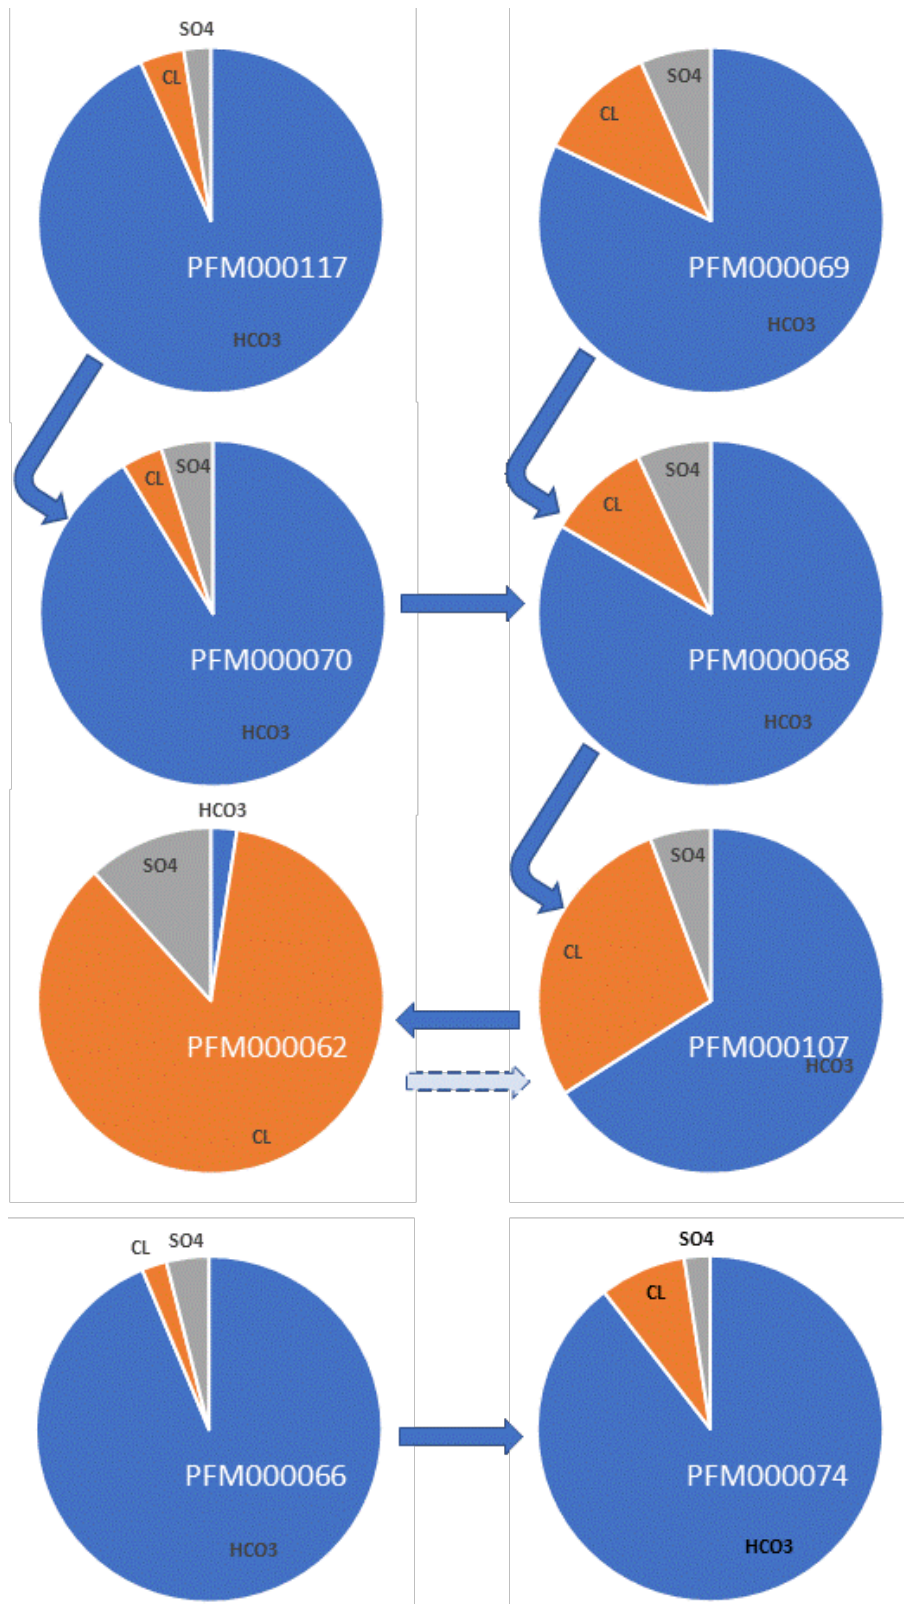 SO4
CL
PFM000117
HCO3
SO4
CL
PFM000069
HCO3
SO4
CL
PFM000070
HCO3
SO4
CL
PFM000068
HCO3
HCO3
SO4
PFM000062
CL
SO4
CL
PFM000107
HCO3
CL
SO4
PFM000066
HCO3
SO4
CL
PFM000074
HCO3